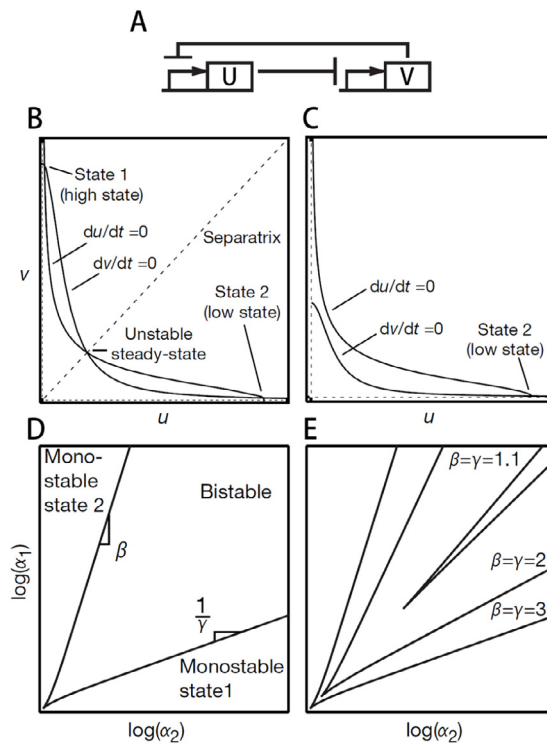 A
U
V
B
C
State 1
(high state)
du/dt =0
dv/dt =0
Separatrix
State 2
(low state)
Unstable
steady-state
v
u
du/dt =0
dv/dt =0
State 2
(low state)
u
D
E
Mono-
stable
state 2
Bistable
β
1
γ
Monostable
state1
log(α₁)
log(α₂)
β=γ=1.1
β=γ=2
β=γ=3
log(α₂)